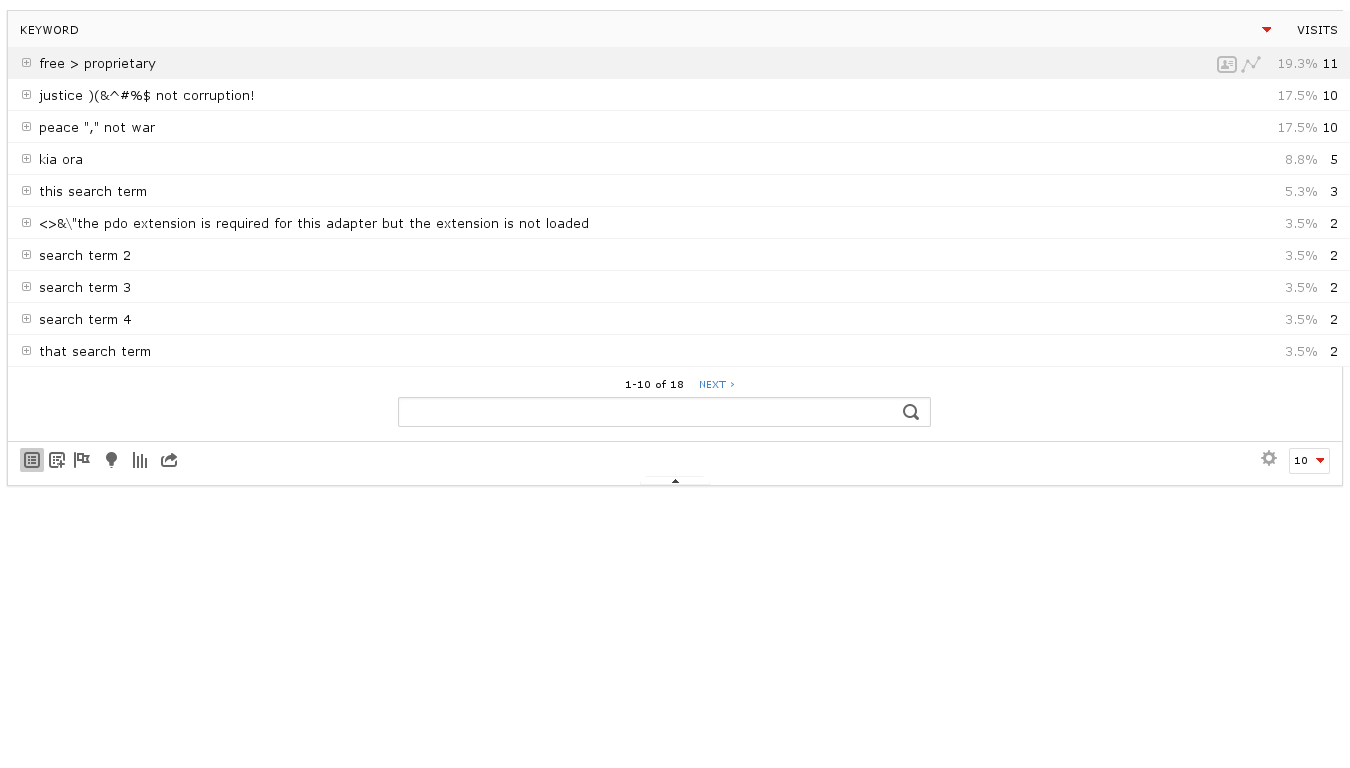 KEYWORD VISITS
free > proprietary 19.3% 11
justice )(&^#%$ not corruption! 17.5% 10
peace "," not war 17.5% 10
kia ora 8.8% 5
this search term 5.3% 3
<>&\"the pdo extension is required for this adapter but the extension is not loaded 3.5% 2
search term 2 3.5% 2
search term 3 3.5% 2
search term 4 3.5% 2
that search term 3.5% 2
1-10 of 18 NEXT ›
10